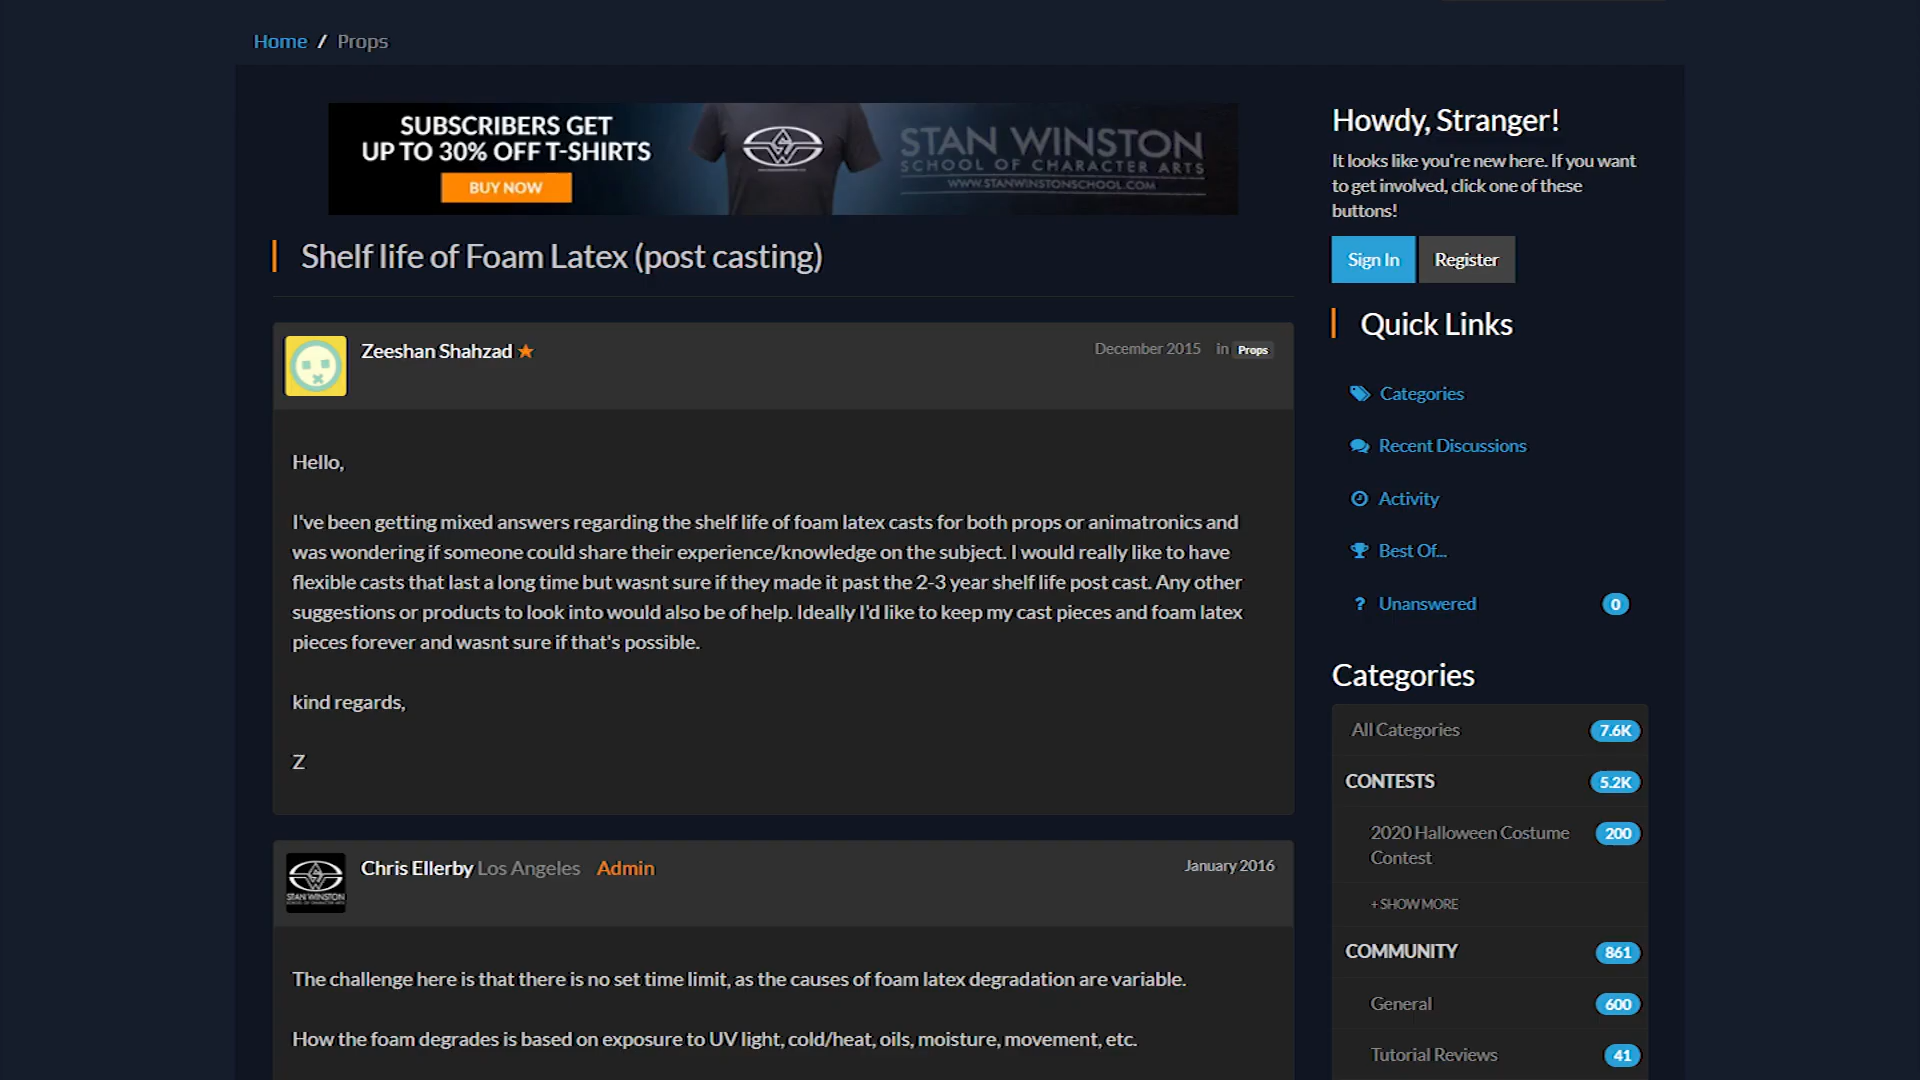 Home / Props
SUBSCRIBERS GET
UP TO 30% OFF T-SHIRTS
BUY NOW
STAN WINSTON
SCHOOL OF CHARACTER ARTS
WWW.STANWINSTONSCHOOL.COM
Shelf life of Foam Latex (post casting)
Zeeshan Shahzad
December 2015 in Props
Hello,
I've been getting mixed answers regarding the shelf life of foam latex casts for both props or animatronics and
was wondering if someone could share their experience/knowledge on the subject. I would really like to have
flexible casts that last a long time but wasnt sure if they made it past the 2-3 year shelf life post cast. Any other
suggestions or products to look into would also be of help. Ideally I'd like to keep my cast pieces and foam latex
pieces forever and wasnt sure if that's possible.
kind regards,
Z
STAN WINSTON
Chris Ellerby Los Angeles Admin
January 2016
The challenge here is that there is no set time limit, as the causes of foam latex degradation are variable.
How the foam degrades is based on exposure to UV light, cold/heat, oils, moisture, movement, etc.
Howdy, Stranger!
It looks like you're new here. If you want
to get involved, click one of these
buttons!
Sign In Register
Quick Links
Categories
Recent Discussions
Activity
Best Of...
? Unanswered 0
Categories
All Categories 7.6K
CONTESTS 5.2K
2020 Halloween Costume 200
Contest
+ SHOW MORE
COMMUNITY 861
General 600
Tutorial Reviews 41